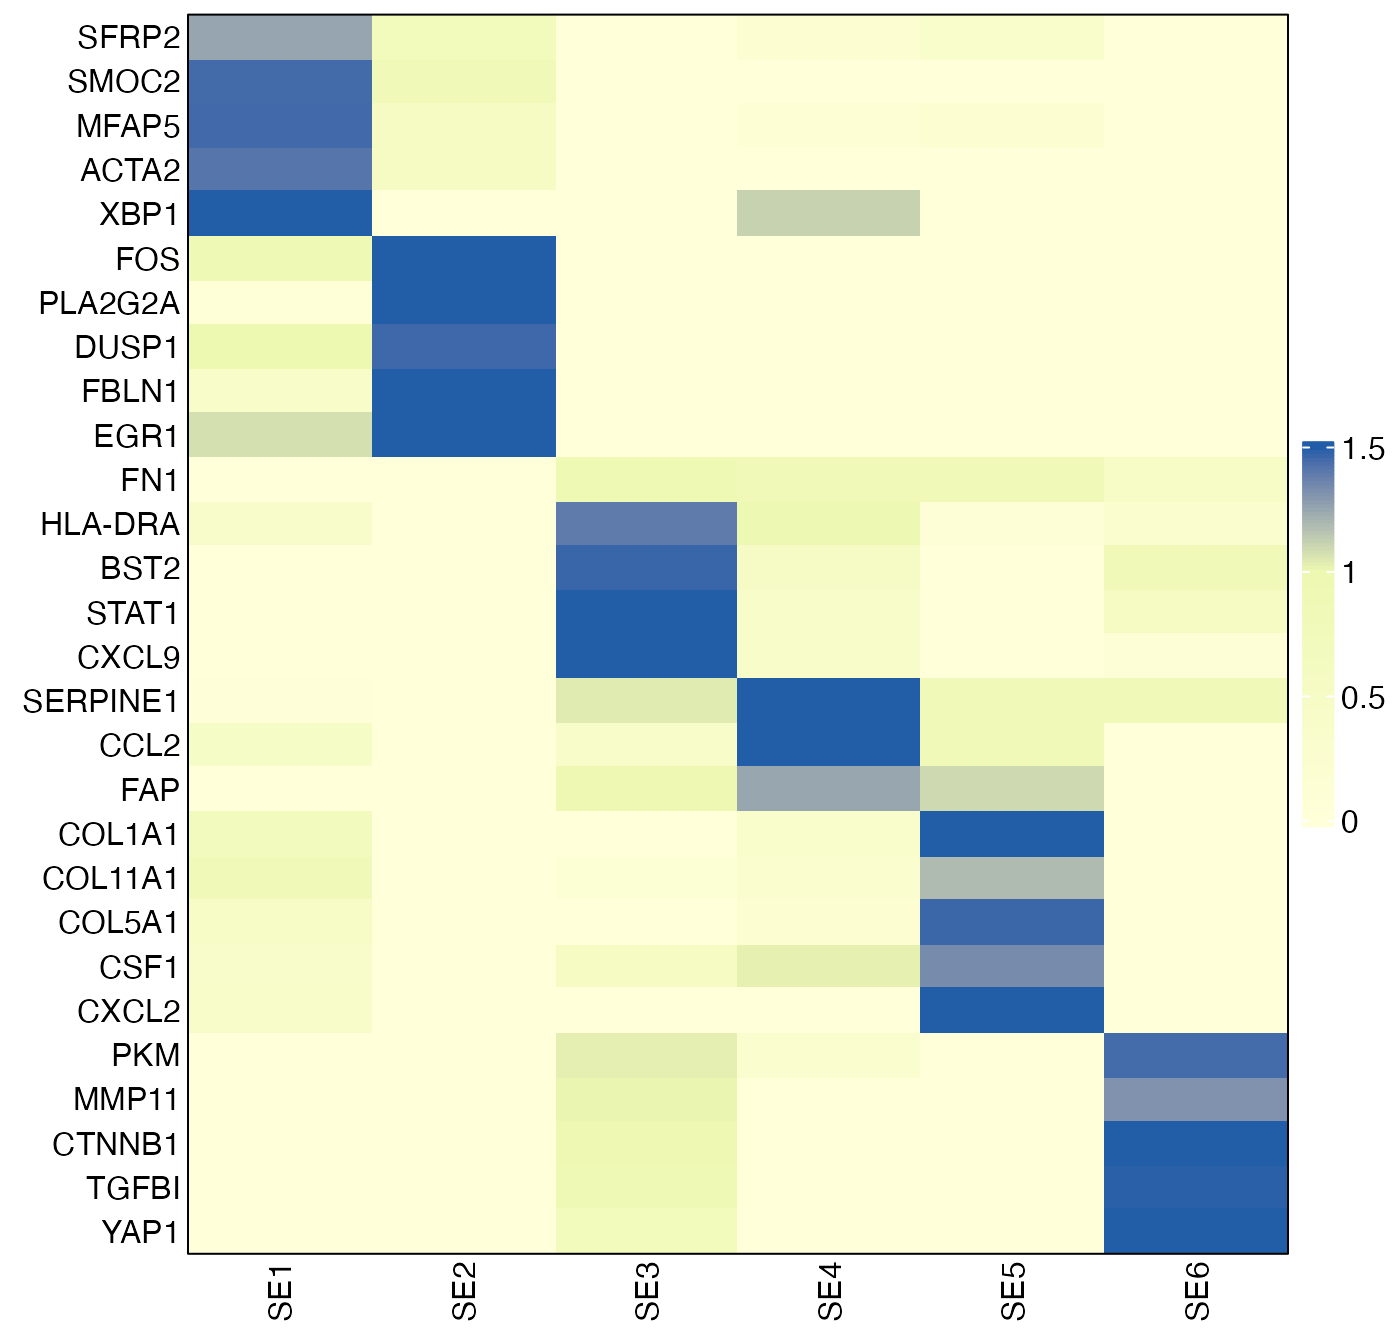 SFRP2
SMOC2
MFAP5
ACTA2
XBP1
FOS
PLA2G2A
DUSP1
FBLN1
EGR1
FN1
HLA-DRA
BST2
STAT1
CXCL9
SERPINE1
CCL2
FAP
COL1A1
COL11A1
COL5A1
CSF1
CXCL2
PKM
MMP11
CTNNB1
TGFBI
YAP1
SE1
SE2
SE3
SE4
SE5
SE6
1.5
1
0.5
0